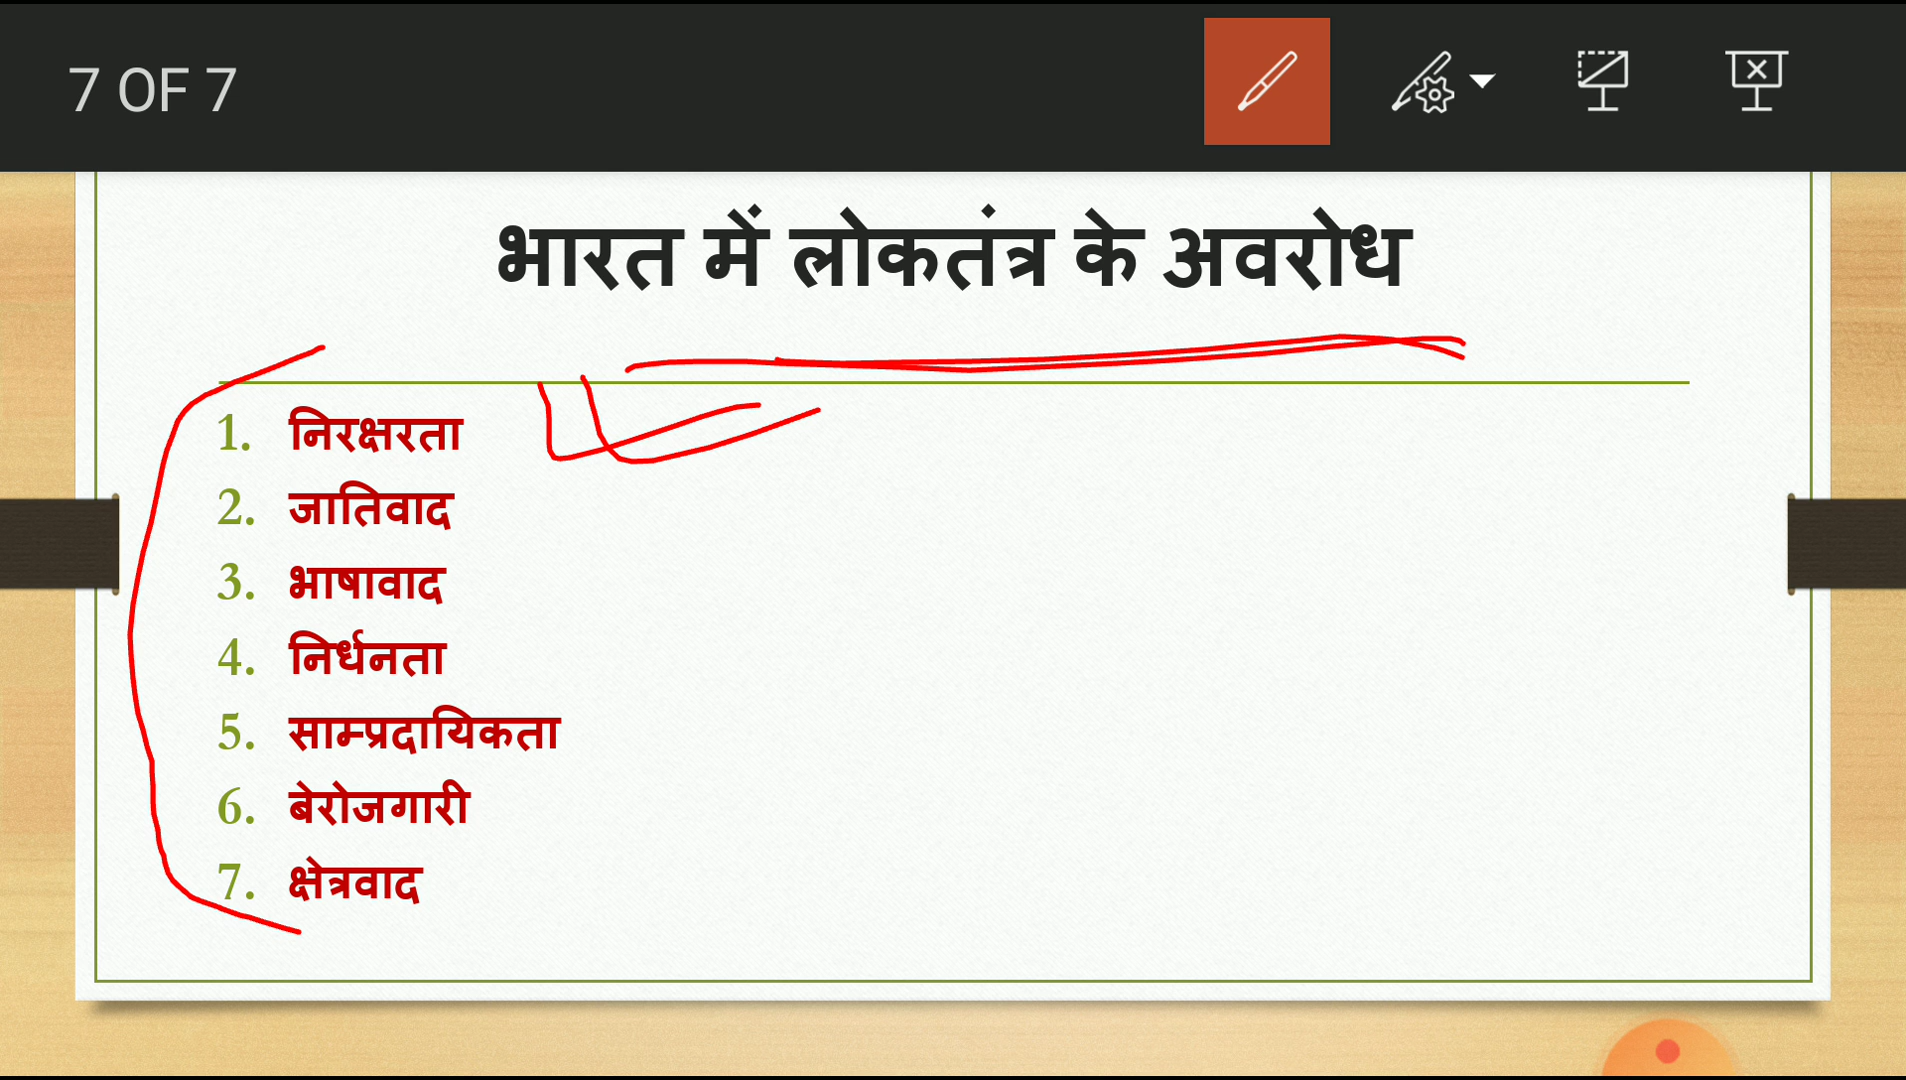 7 OF 7
भारत में लोकतंत्र के अवरोध
1. निरक्षरता
2. जातिवाद
3. भाषावाद
4. निर्धनता
5. साम्प्रदायिकता
6. बेरोजगारी
7. क्षेत्रवाद